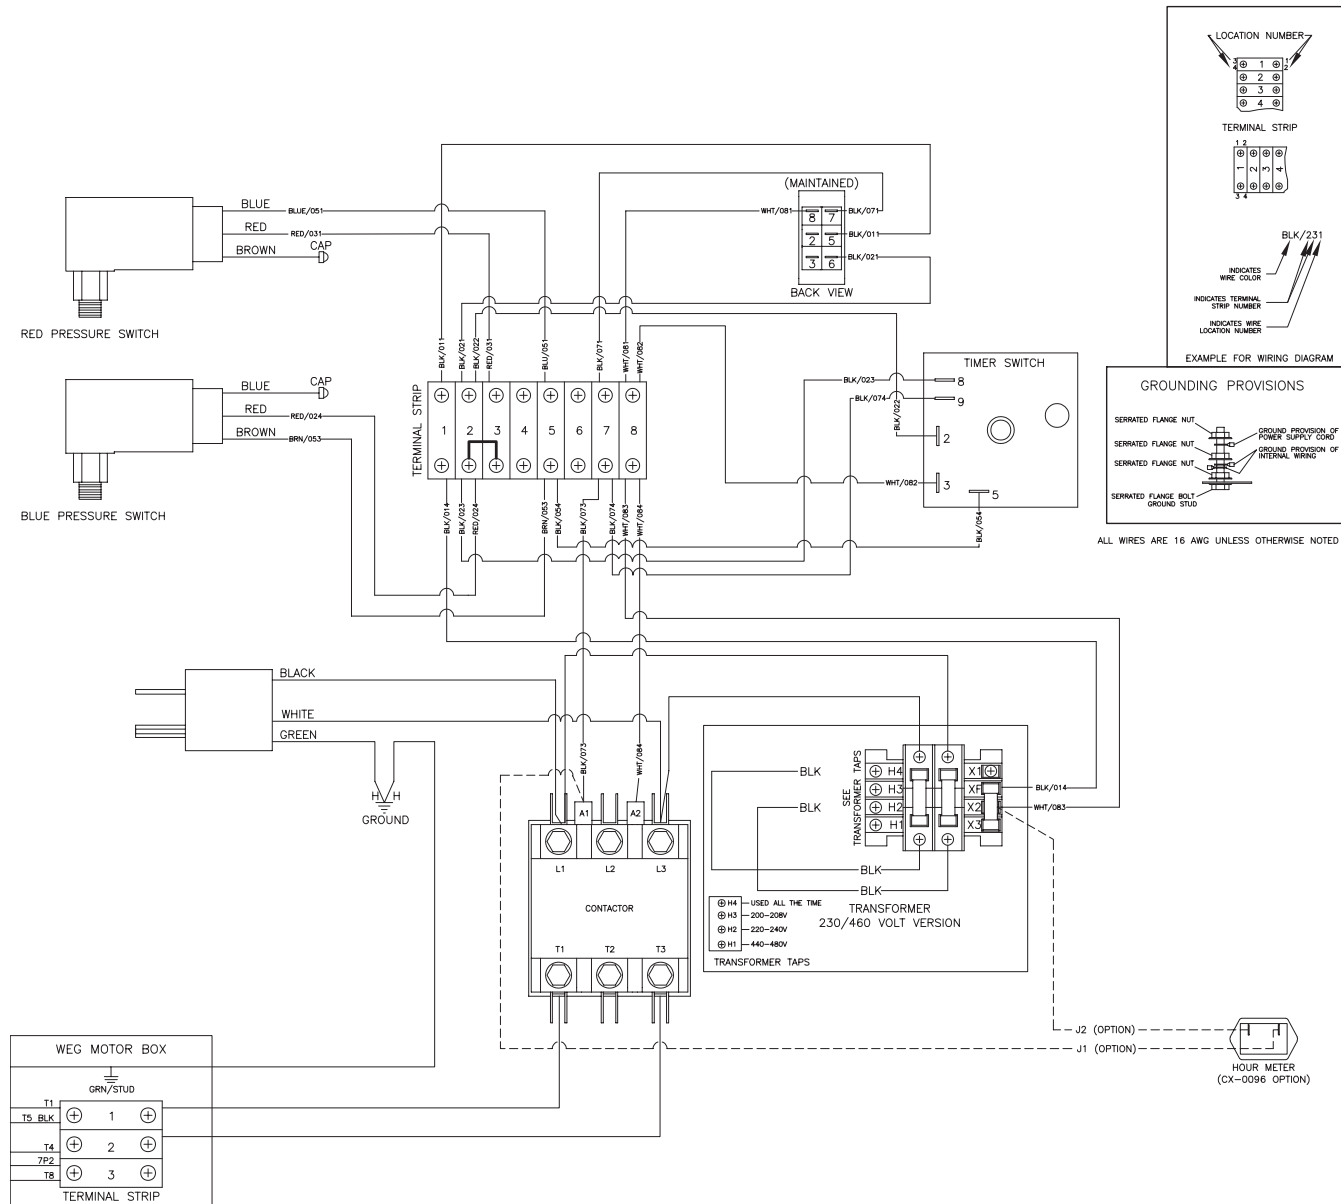 LOCATION NUMBER
3
4
1
2
1
2
3
4
TERMINAL STRIP
1 2
1
2
3
4
3 4
BLK/231
INDICATES
WIRE COLOR
INDICATES TERMINAL
STRIP NUMBER
INDICATES WIRE
LOCATION NUMBER
EXAMPLE FOR WIRING DIAGRAM
GROUNDING PROVISIONS
SERRATED FLANGE NUT
SERRATED FLANGE NUT
SERRATED FLANGE NUT
SERRATED FLANGE BOLT
GROUND STUD
GROUND PROVISION OF
POWER SUPPLY CORD
GROUND PROVISION OF
INTERNAL WIRING
ALL WIRES ARE 16 AWG UNLESS OTHERWISE NOTED
BLUE
BLUE/051
RED
RED/031
BROWN
CAP
RED PRESSURE SWITCH
BLUE
CAP
RED
RED/024
BROWN
BRN/053
BLUE PRESSURE SWITCH
(MAINTAINED)
WHT/081
8
7
BLK/071
2
5
BLK/011
3
6
BLK/021
BACK VIEW
BLK/011
BLK/021
BLK/022
RED/031
BLU/051
BLK/071
WHT/081
WHT/082
TERMINAL STRIP
1
2
3
4
5
6
7
8
BLK/014
BLK/023
RED/024
BRN/053
BLK/054
BLK/073
BLK/074
WHT/083
WHT/084
TIMER SWITCH
BLK/023
8
BLK/074
9
BLK/022
2
WHT/082
3
5
BLK/054
BLACK
WHITE
GREEN
H
H
GROUND
BLK/073
WHT/084
A1
A2
L1
L2
L3
CONTACTOR
T1
T2
T3
BLK
BLK
SEE
TRANSFORMER TAPS
H4
H3
H2
H1
X1
XF
X2
X3
BLK/014
WHT/083
BLK
BLK
TRANSFORMER
230/460 VOLT VERSION
H4
USED ALL THE TIME
H3
200-208V
H2
220-240V
H1
440-480V
TRANSFORMER TAPS
J2 (OPTION)
J1 (OPTION)
HOUR METER
(CX-0096 OPTION)
WEG MOTOR BOX
GRN/STUD
T1
T5 BLK
1
T4
2
7P2
T8
3
TERMINAL STRIP